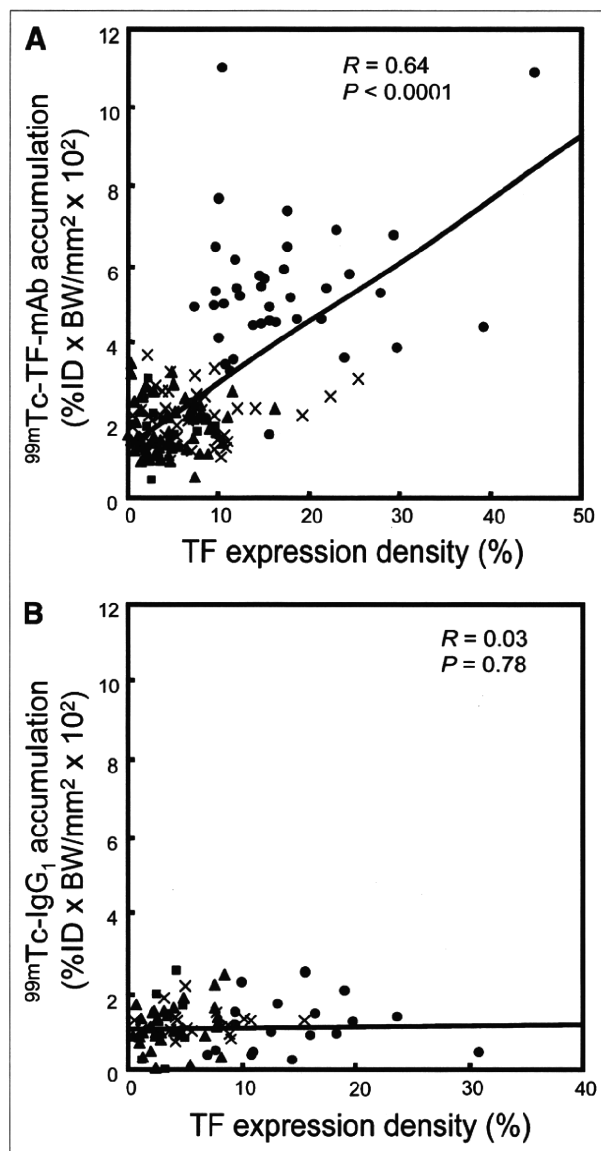 A
R = 0.64
P < 0.0001
99mTc-TF-mAb accumulation
(%ID x BW/mm² x 10²)
12
10
8
6
4
2
0
0 10 20 30 40 50
TF expression density (%)
B
R = 0.03
P = 0.78
99mTc-IgG₁ accumulation
(%ID x BW/mm² x 10²)
12
10
8
6
4
2
0
0 10 20 30 40
TF expression density (%)